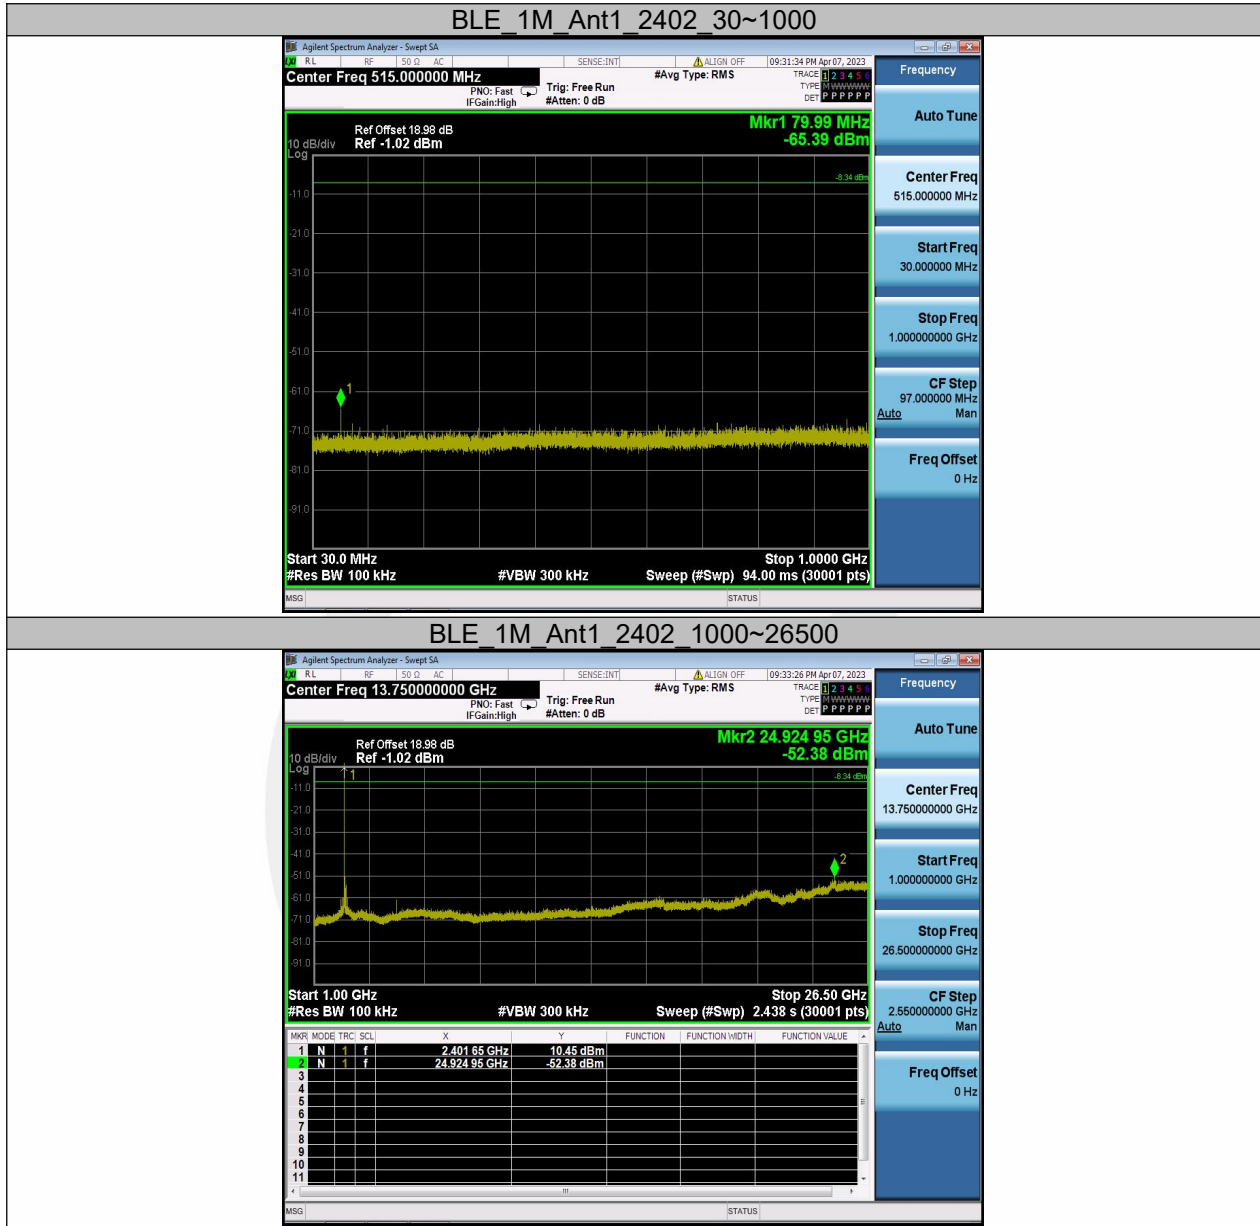 BLE_1M_Ant1_2402_30~1000
Agilent Spectrum Analyzer - Swept SA
RL RF 50 Ω AC SENSE:INT ALIGN OFF 09:31:34 PM Apr 07, 2023
Center Freq 515.000000 MHz
PNO: Fast
IFGain:High
Trig: Free Run
#Atten: 0 dB
#Avg Type: RMS
TRACE 1 2 3 4 5 6
TYPE M WWWWW
DET P P P P P P
Mkr1 79.99 MHz
-65.39 dBm
Ref Offset 18.98 dB
10 dB/div Ref -1.02 dBm
Log
-8.34 dBm
-11.0
-21.0
-31.0
-41.0
-51.0
-61.0
1
-71.0
-81.0
-91.0
Start 30.0 MHz Stop 1.0000 GHz
#Res BW 100 kHz #VBW 300 kHz Sweep (#Swp) 94.00 ms (30001 pts)
MSG STATUS
Frequency
Auto Tune
Center Freq
515.000000 MHz
Start Freq
30.000000 MHz
Stop Freq
1.000000000 GHz
CF Step
97.000000 MHz
Auto Man
Freq Offset
0 Hz
BLE_1M_Ant1_2402_1000~26500
Agilent Spectrum Analyzer - Swept SA
RL RF 50 Ω AC SENSE:INT ALIGN OFF 09:33:26 PM Apr 07, 2023
Center Freq 13.750000000 GHz
PNO: Fast
IFGain:High
Trig: Free Run
#Atten: 0 dB
#Avg Type: RMS
TRACE 1 2 3 4 5 6
TYPE M WWWWW
DET P P P P P P
Mkr2 24.924 95 GHz
-52.38 dBm
Ref Offset 18.98 dB
10 dB/div Ref -1.02 dBm
Log
1
-8.34 dBm
-11.0
-21.0
-31.0
-41.0
2
-51.0
-61.0
-71.0
-81.0
-91.0
Start 1.00 GHz Stop 26.50 GHz
#Res BW 100 kHz #VBW 300 kHz Sweep (#Swp) 2.438 s (30001 pts)
MKR MODE TRC SCL X Y FUNCTION FUNCTION WIDTH FUNCTION VALUE
1 N 1 f 2.401 65 GHz 10.45 dBm
2 N 1 f 24.924 95 GHz -52.38 dBm
3
4
5
6
7
8
9
10
11
MSG STATUS
Frequency
Auto Tune
Center Freq
13.750000000 GHz
Start Freq
1.000000000 GHz
Stop Freq
26.500000000 GHz
CF Step
2.550000000 GHz
Auto Man
Freq Offset
0 Hz